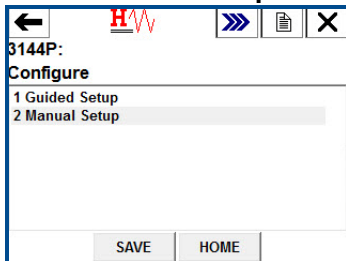 H
3144P:
Configure
1 Guided Setup
2 Manual Setup
SAVE HOME